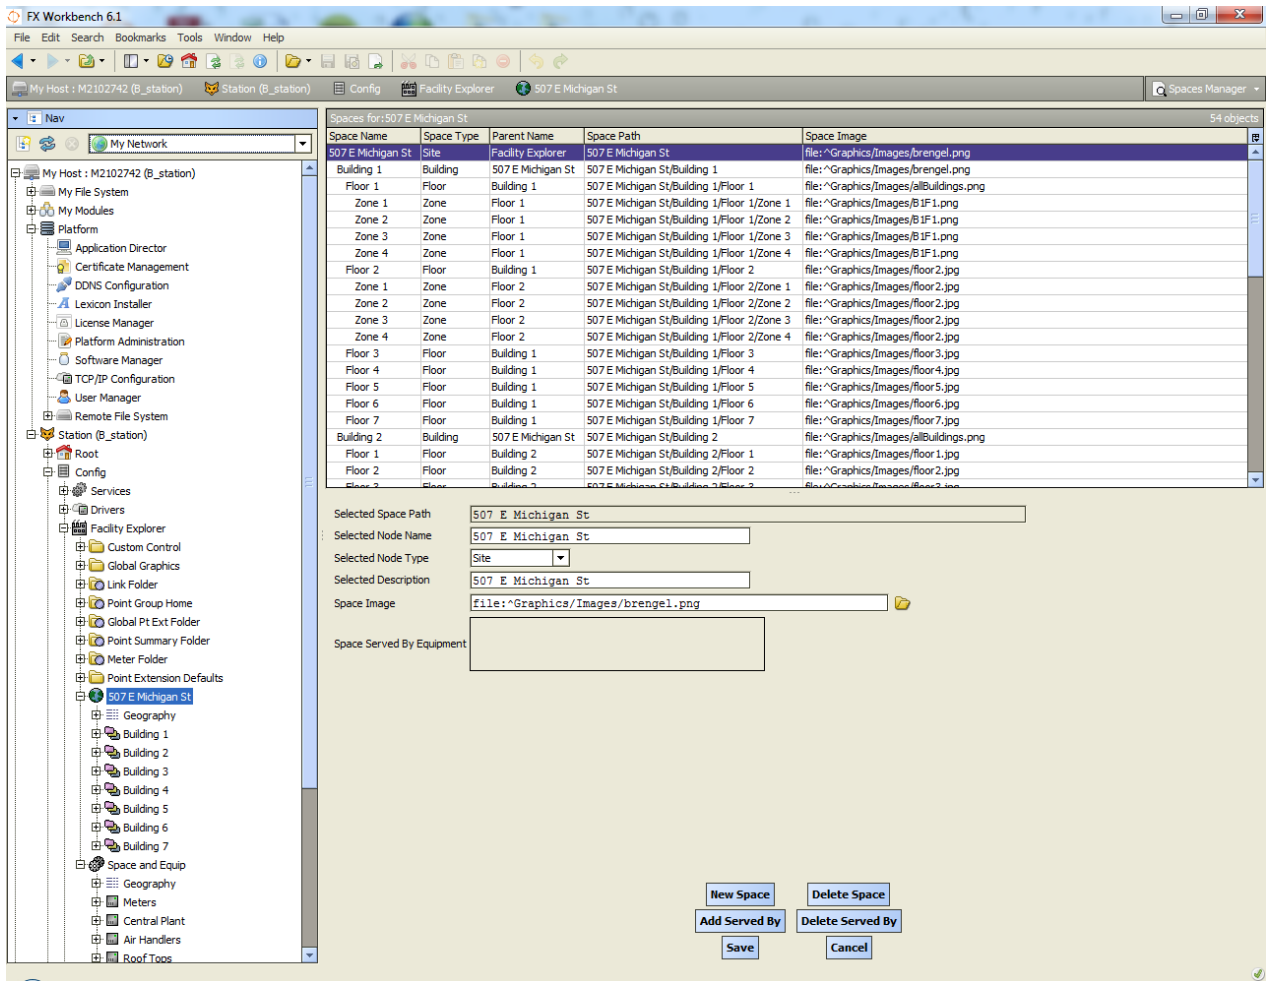 FX Workbench 6.1
File Edit Search Bookmarks Tools Window Help
My Host : M2102742 (B_station) Station (B_station) Config Facility Explorer 507 E Michigan St Spaces Manager
Nav
My Network
My Host : M2102742 (B_station)
My File System
My Modules
Platform
Application Director
Certificate Management
DDNS Configuration
Lexicon Installer
License Manager
Platform Administration
Software Manager
TCP/IP Configuration
User Manager
Remote File System
Station (B_station)
Root
Config
Services
Drivers
Facility Explorer
Custom Control
Global Graphics
Link Folder
Point Group Home
Global Pt Ext Folder
Point Summary Folder
Meter Folder
Point Extension Defaults
507 E Michigan St
Geography
Building 1
Building 2
Building 3
Building 4
Building 5
Building 6
Building 7
Space and Equip
Geography
Meters
Central Plant
Air Handlers
Roof Tops
Spaces for:507 E Michigan St 54 objects
Space Name Space Type Parent Name Space Path Space Image
507 E Michigan St Site Facility Explorer 507 E Michigan St file:^Graphics/Images/brengel.png
Building 1 Building 507 E Michigan St 507 E Michigan St/Building 1 file:^Graphics/Images/brengel.png
Floor 1 Floor Building 1 507 E Michigan St/Building 1/Floor 1 file:^Graphics/Images/allBuildings.png
Zone 1 Zone Floor 1 507 E Michigan St/Building 1/Floor 1/Zone 1 file:^Graphics/Images/B1F1.png
Zone 2 Zone Floor 1 507 E Michigan St/Building 1/Floor 1/Zone 2 file:^Graphics/Images/B1F1.png
Zone 3 Zone Floor 1 507 E Michigan St/Building 1/Floor 1/Zone 3 file:^Graphics/Images/B1F1.png
Zone 4 Zone Floor 1 507 E Michigan St/Building 1/Floor 1/Zone 4 file:^Graphics/Images/B1F1.png
Floor 2 Floor Building 1 507 E Michigan St/Building 1/Floor 2 file:^Graphics/Images/floor2.jpg
Zone 1 Zone Floor 2 507 E Michigan St/Building 1/Floor 2/Zone 1 file:^Graphics/Images/floor2.jpg
Zone 2 Zone Floor 2 507 E Michigan St/Building 1/Floor 2/Zone 2 file:^Graphics/Images/floor2.jpg
Zone 3 Zone Floor 2 507 E Michigan St/Building 1/Floor 2/Zone 3 file:^Graphics/Images/floor2.jpg
Zone 4 Zone Floor 2 507 E Michigan St/Building 1/Floor 2/Zone 4 file:^Graphics/Images/floor2.jpg
Floor 3 Floor Building 1 507 E Michigan St/Building 1/Floor 3 file:^Graphics/Images/floor3.jpg
Floor 4 Floor Building 1 507 E Michigan St/Building 1/Floor 4 file:^Graphics/Images/floor4.jpg
Floor 5 Floor Building 1 507 E Michigan St/Building 1/Floor 5 file:^Graphics/Images/floor5.jpg
Floor 6 Floor Building 1 507 E Michigan St/Building 1/Floor 6 file:^Graphics/Images/floor6.jpg
Floor 7 Floor Building 1 507 E Michigan St/Building 1/Floor 7 file:^Graphics/Images/floor7.jpg
Building 2 Building 507 E Michigan St 507 E Michigan St/Building 2 file:^Graphics/Images/allBuildings.png
Floor 1 Floor Building 2 507 E Michigan St/Building 2/Floor 1 file:^Graphics/Images/floor1.jpg
Floor 2 Floor Building 2 507 E Michigan St/Building 2/Floor 2 file:^Graphics/Images/floor2.jpg
Floor 3 Floor Building 2 507 E Michigan St/Building 2/Floor 3 file:^Graphics/Images/floor3.jpg
Selected Space Path 507 E Michigan St
Selected Node Name 507 E Michigan St
Selected Node Type Site
Selected Description 507 E Michigan St
Space Image file:^Graphics/Images/brengel.png
Space Served By Equipment
New Space Delete Space
Add Served By Delete Served By
Save Cancel